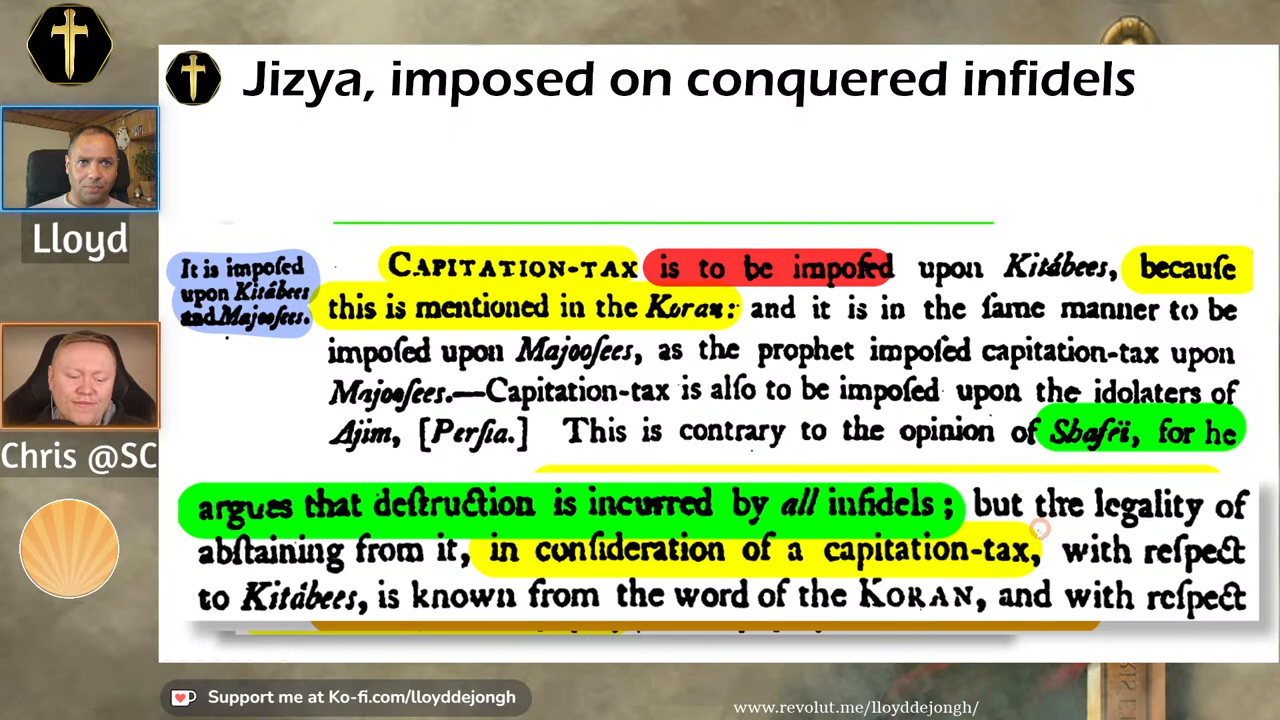 Jizya, imposed on conquered infidels
Lloyd
Chris @SC
It is impoſed
upon Kitâbees
and Majooſees.
CAPITATION-TAX is to be impoſed upon Kitâbees, becauſe
this is mentioned in the Koran: and it is in the ſame manner to be
impoſed upon Majooſees, as the prophet impoſed capitation-tax upon
Majooſees.—Capitation-tax is alſo to be impoſed upon the idolaters of
Ajim, [Perſia.] This is contrary to the opinion of Shafeï, for he
argues that deſtruction is incurred by all infidels; but the legality of
abſtaining from it, in conſideration of a capitation-tax, with reſpect
to Kitâbees, is known from the word of the KORAN, and with reſpect
Support me at Ko-fi.com/lloyddejongh
www.revolut.me/lloyddejongh/